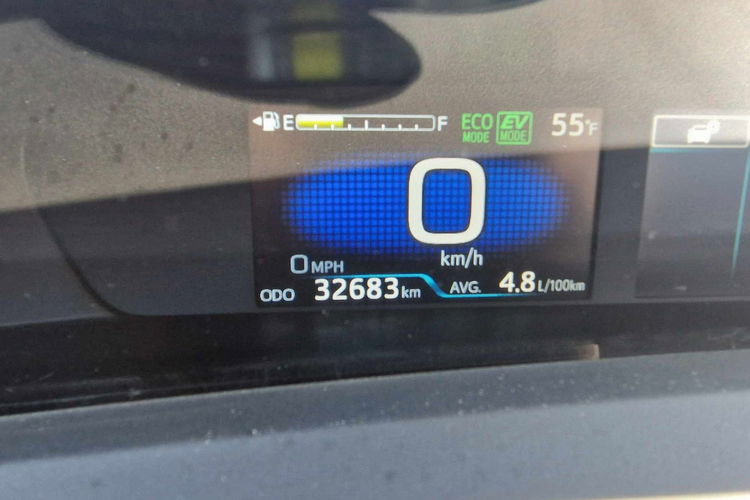 E F ECO MODE EV MODE 55°F
0
km/h
0 MPH
ODO 32683 km AVG. 4.8 L/100km